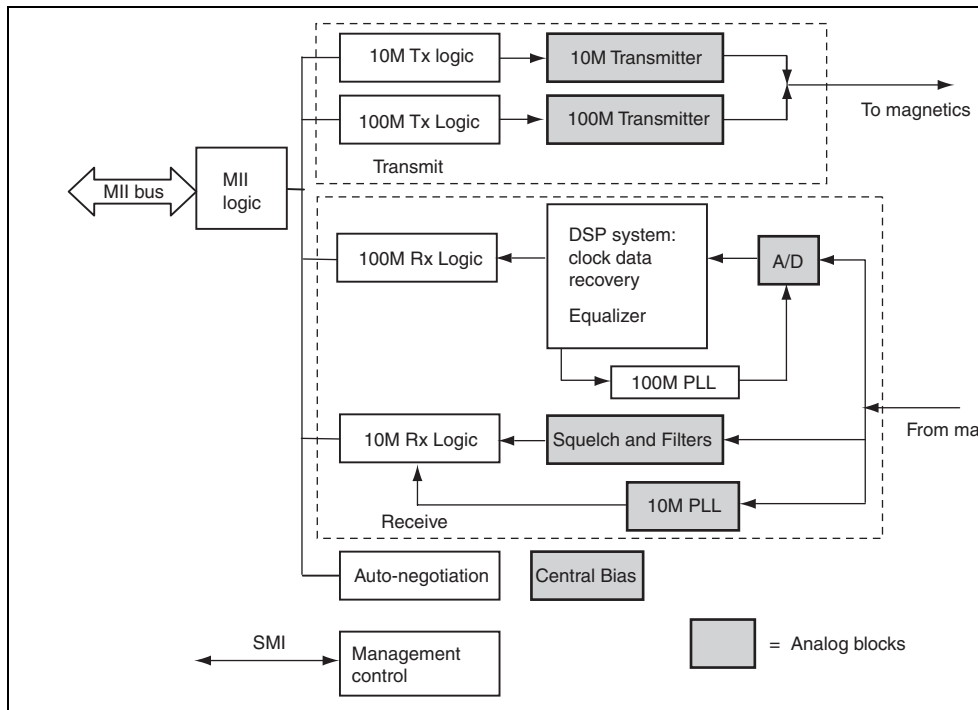 10M Tx logic
10M Transmitter
100M Tx Logic
100M Transmitter
To magnetics
Transmit
MII bus
MII
logic
DSP system:
clock data
recovery
Equalizer
100M Rx Logic
A/D
100M PLL
10M Rx Logic
Squelch and Filters
From ma
10M PLL
Receive
Auto-negotiation
Central Bias
SMI
Management
control
= Analog blocks